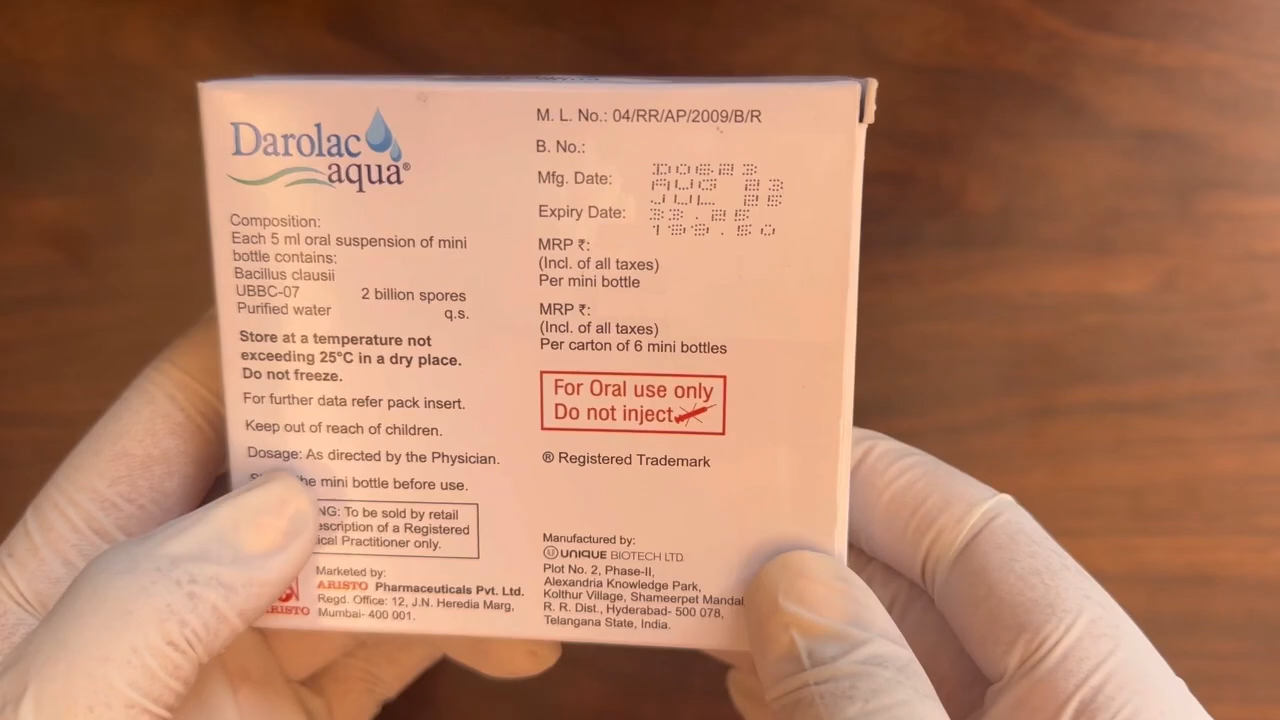 Darolac
aqua®
Composition:
Each 5 ml oral suspension of mini
bottle contains:
Bacillus clausii
UBBC-07 2 billion spores
Purified water q.s.
Store at a temperature not
exceeding 25°C in a dry place.
Do not freeze.
For further data refer pack insert.
Keep out of reach of children.
Dosage: As directed by the Physician.
mini bottle before use.
To be sold by retail
of a Registered
Practitioner only.
Marketed by:
ARISTO Pharmaceuticals Pvt. Ltd.
Regd. Office: 12, J.N. Heredia Marg,
Mumbai- 400 001.
M. L. No.: 04/RR/AP/2009/B/R
B. No.:
Mfg. Date:
Expiry Date:
AUG 23
JUL 25
33.25
199.50
MRP ₹:
(Incl. of all taxes)
Per mini bottle
MRP ₹:
(Incl. of all taxes)
Per carton of 6 mini bottles
For Oral use only
Do not inject
® Registered Trademark
Manufactured by:
UNIQUE BIOTECH LTD.
Plot No. 2, Phase-II,
Alexandria Knowledge Park,
Kolthur Village, Shameerpet Mandal,
R. R. Dist., Hyderabad- 500 078,
Telangana State, India.